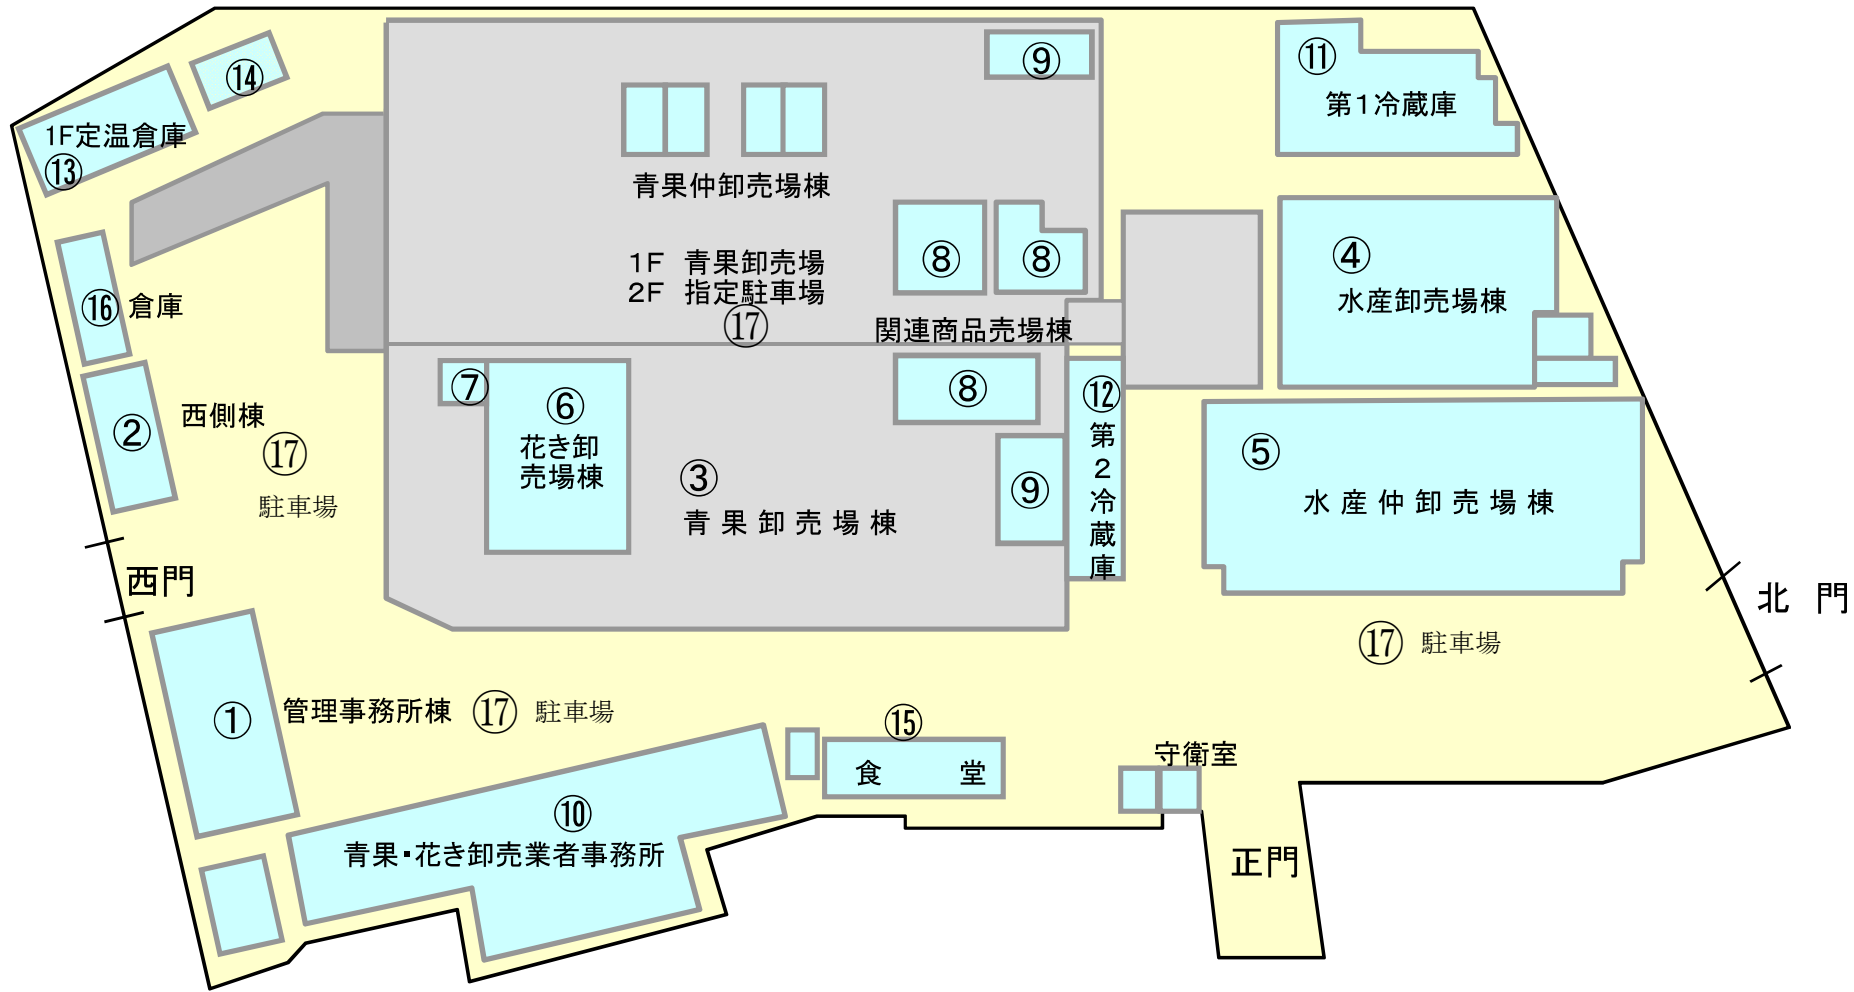 ⑭
1F定温倉庫
⑬
⑯ 倉庫
②
西側棟
⑰
駐車場
西門
①
管理事務所棟
⑰ 駐車場
⑩
青果・花き卸売業者事務所
⑨
青果仲卸売場棟
1F 青果卸売場
2F 指定駐車場
⑰
⑧
⑧
関連商品売場棟
⑧
⑦
⑥
花き卸
売場棟
③
青果卸売場棟
⑨
⑫
第2冷蔵庫
⑪
第1冷蔵庫
④
水産卸売場棟
⑤
水産仲卸売場棟
⑰ 駐車場
北門
⑮
食堂
守衛室
正門